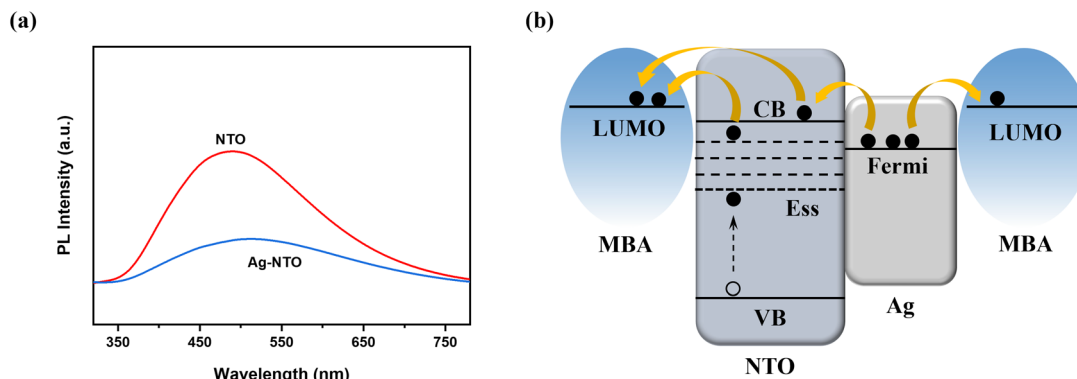 (a)
PL Intensity (a.u.)
NTO
Ag-NTO
350 450 550 650 750
Wavelength (nm)
(b)
LUMO
MBA
CB
Ess
VB
NTO
Fermi
Ag
LUMO
MBA